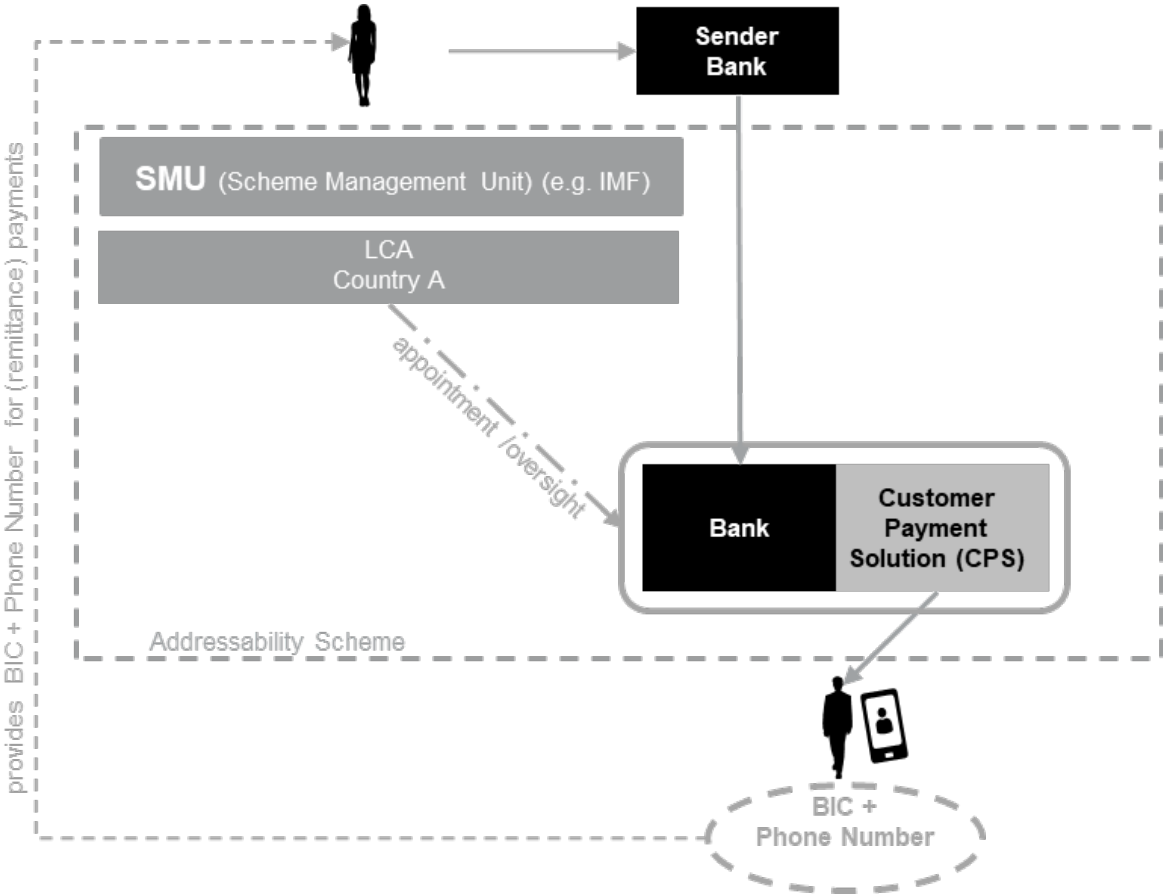 Sender
Bank
SMU (Scheme Management Unit) (e.g. IMF)
LCA
Country A
appointment /oversight
Bank
Customer
Payment
Solution (CPS)
Addressability Scheme
BIC +
Phone Number
provides BIC + Phone Number for (remittance) payments